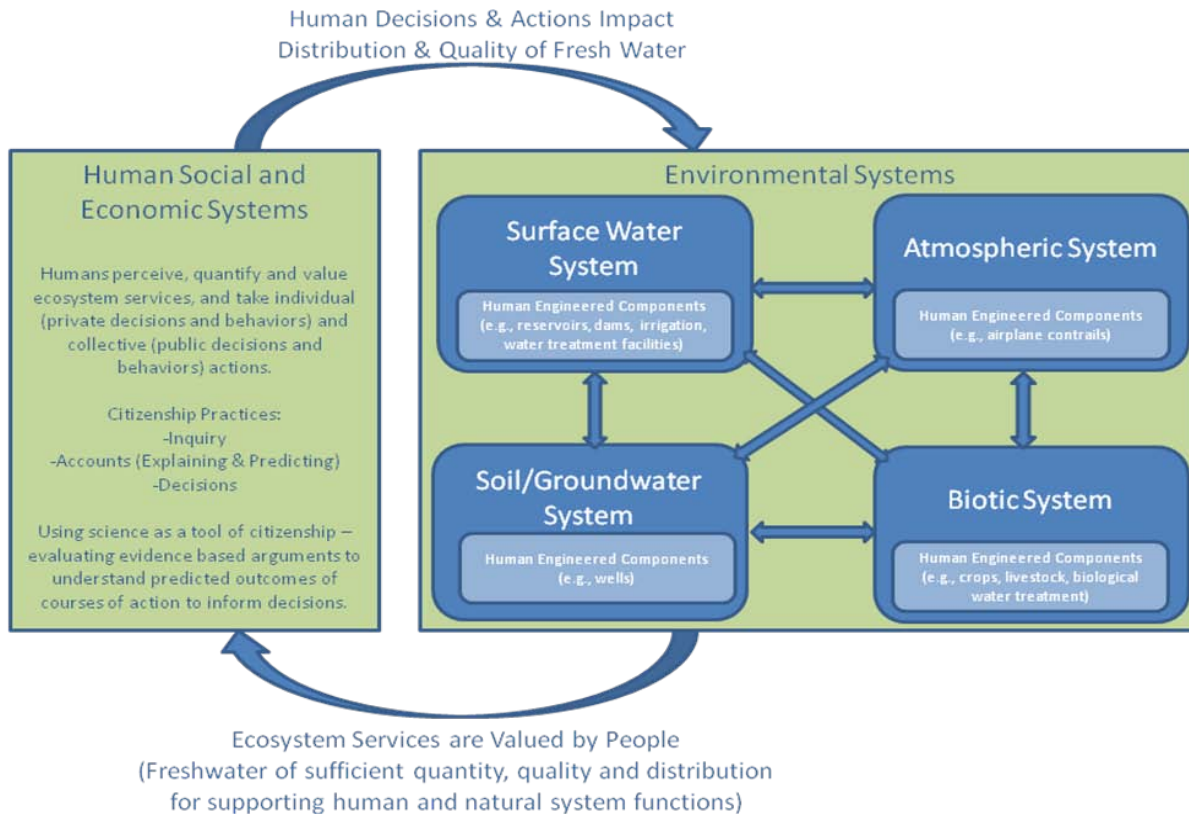 Human Decisions & Actions Impact
Distribution & Quality of Fresh Water
Human Social and
Economic Systems
Humans perceive, quantify and value
ecosystem services, and take individual
(private decisions and behaviors) and
collective (public decisions and
behaviors) actions.
Citizenship Practices:
-Inquiry
-Accounts (Explaining & Predicting)
-Decisions
Using science as a tool of citizenship –
evaluating evidence based arguments to
understand predicted outcomes of
courses of action to inform decisions.
Environmental Systems
Surface Water
System
Human Engineered Components
(e.g., reservoirs, dams, irrigation,
water treatment facilities)
Atmospheric System
Human Engineered Components
(e.g., airplane contrails)
Soil/Groundwater
System
Human Engineered Components
(e.g., wells)
Biotic System
Human Engineered Components
(e.g., crops, livestock, biological
water treatment)
Ecosystem Services are Valued by People
(Freshwater of sufficient quantity, quality and distribution
for supporting human and natural system functions)